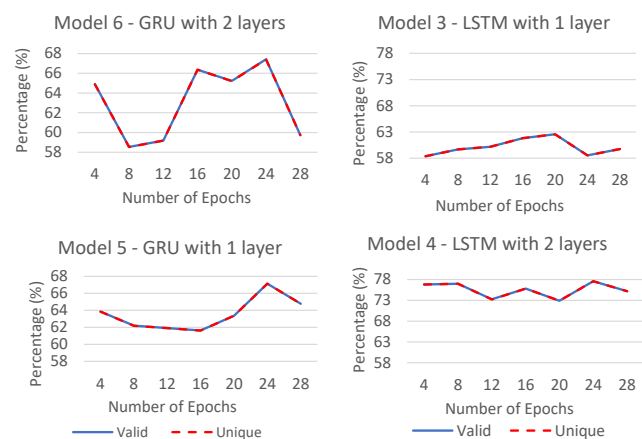 Model 6 - GRU with 2 layers
Percentage (%)
68
66
64
62
60
58
4 8 12 16 20 24 28
Number of Epochs
Model 3 - LSTM with 1 layer
Percentage (%)
78
73
68
63
58
4 8 12 16 20 24 28
Number of Epochs
Model 5 - GRU with 1 layer
Percentage (%)
68
66
64
62
60
58
4 8 12 16 20 24 28
Number of Epochs
Valid Unique
Model 4 - LSTM with 2 layers
Percentage (%)
78
73
68
63
58
4 8 12 16 20 24 28
Number of Epochs
Valid Unique